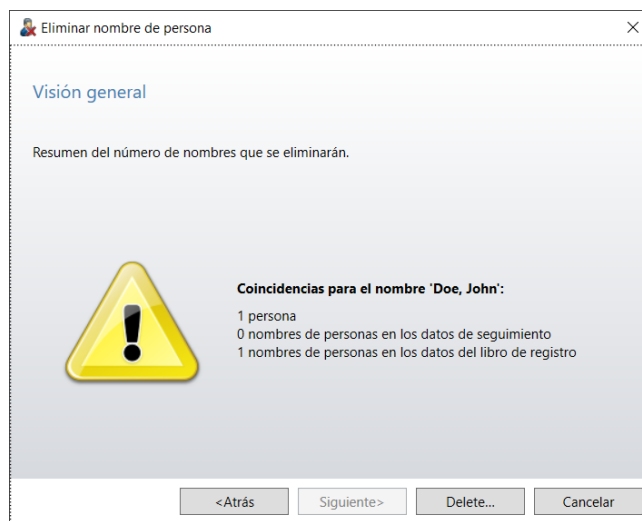 Eliminar nombre de persona
Visión general
Resumen del número de nombres que se eliminarán.
Coincidencias para el nombre 'Doe, John':
1 persona
0 nombres de personas en los datos de seguimiento
1 nombres de personas en los datos del libro de registro
<Atrás
Siguiente>
Delete...
Cancelar